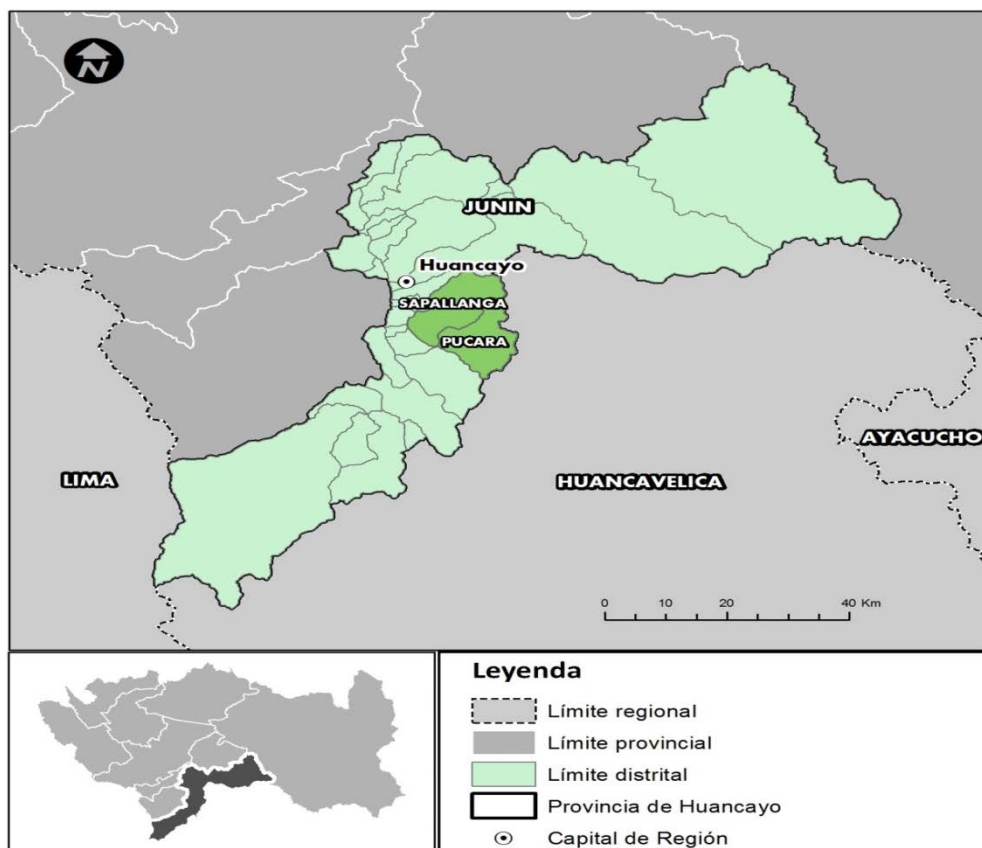 N
JUNIN
Huancayo
SAPALLANGA
PUCARA
LIMA
HUANCAVELICA
AYACUCHO
0 10 20 40 Km
Leyenda
Límite regional
Límite provincial
Límite distrital
Provincia de Huancayo
Capital de Región